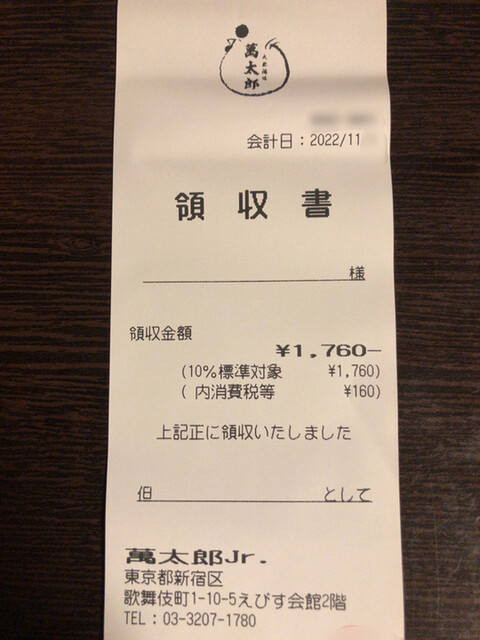 萬太郎
大衆酒場
会計日：2022/11
領収書
様
領収金額
¥1,760-
(10%標準対象 ¥1,760)
( 内消費税等 ¥160)
上記正に領収いたしました
但 として
萬太郎Jr.
東京都新宿区
歌舞伎町1-10-5えびす会館2階
TEL：03-3207-1780